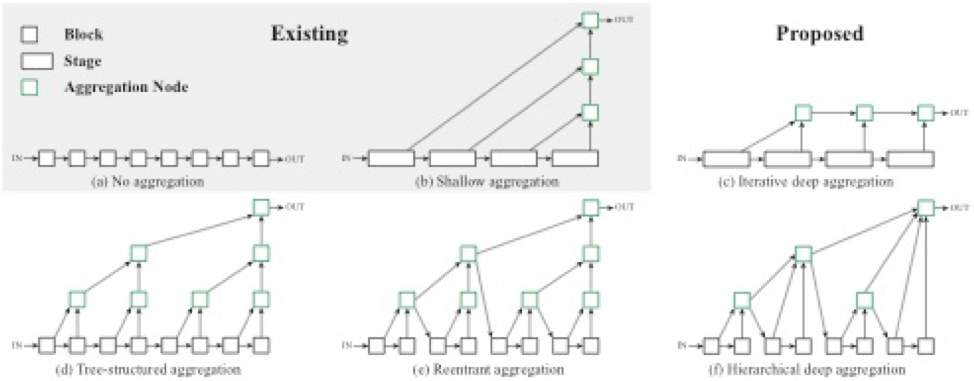 Existing
Proposed
Block
Stage
Aggregation Node
OUT
IN
OUT
(a) No aggregation
IN
(b) Shallow aggregation
OUT
IN
(c) Iterative deep aggregation
OUT
IN
(d) Tree-structured aggregation
OUT
IN
(e) Reentrant aggregation
OUT
IN
(f) Hierarchical deep aggregation